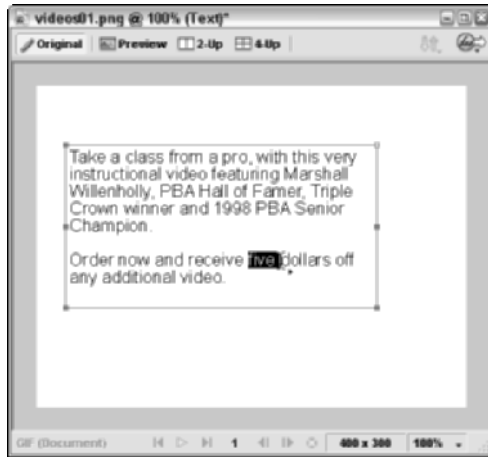 videos01.png @ 100% (Text)*
Original Preview 2-Up 4-Up
Take a class from a pro, with this very
instructional video featuring Marshall
Willenholly, PBA Hall of Famer, Triple
Crown winner and 1998 PBA Senior
Champion.
Order now and receive five dollars off
any additional video.
GIF (Document) 1 400 x 300 100%